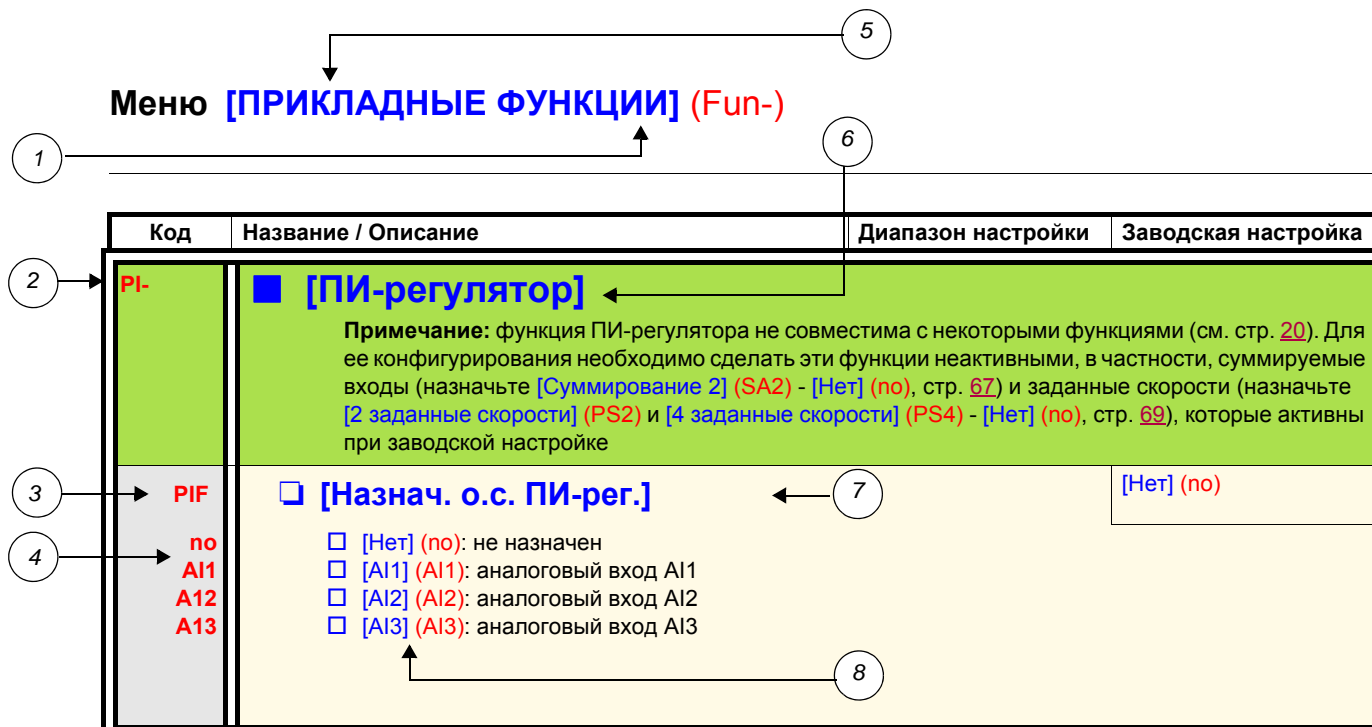 5
Меню [ПРИКЛАДНЫЕ ФУНКЦИИ] (Fun-)
1
6
Код Название / Описание Диапазон настройки Заводская настройка
2
PI- [ПИ-регулятор]
Примечание: функция ПИ-регулятора не совместима с некоторыми функциями (см. стр. 20). Для
ее конфигурирования необходимо сделать эти функции неактивными, в частности, суммируемые
входы (назначьте [Суммирование 2] (SA2) - [Нет] (no), стр. 67) и заданные скорости (назначьте
[2 заданные скорости] (PS2) и [4 заданные скорости] (PS4) - [Нет] (no), стр. 69), которые активны
при заводской настройке
3 PIF [Назнач. о.с. ПИ-рег.] 7 [Нет] (no)
no [Нет] (no): не назначен
4
AI1 [AI1] (AI1): аналоговый вход AI1
A12 [AI2] (AI2): аналоговый вход AI2
A13 [AI3] (AI3): аналоговый вход AI3
8